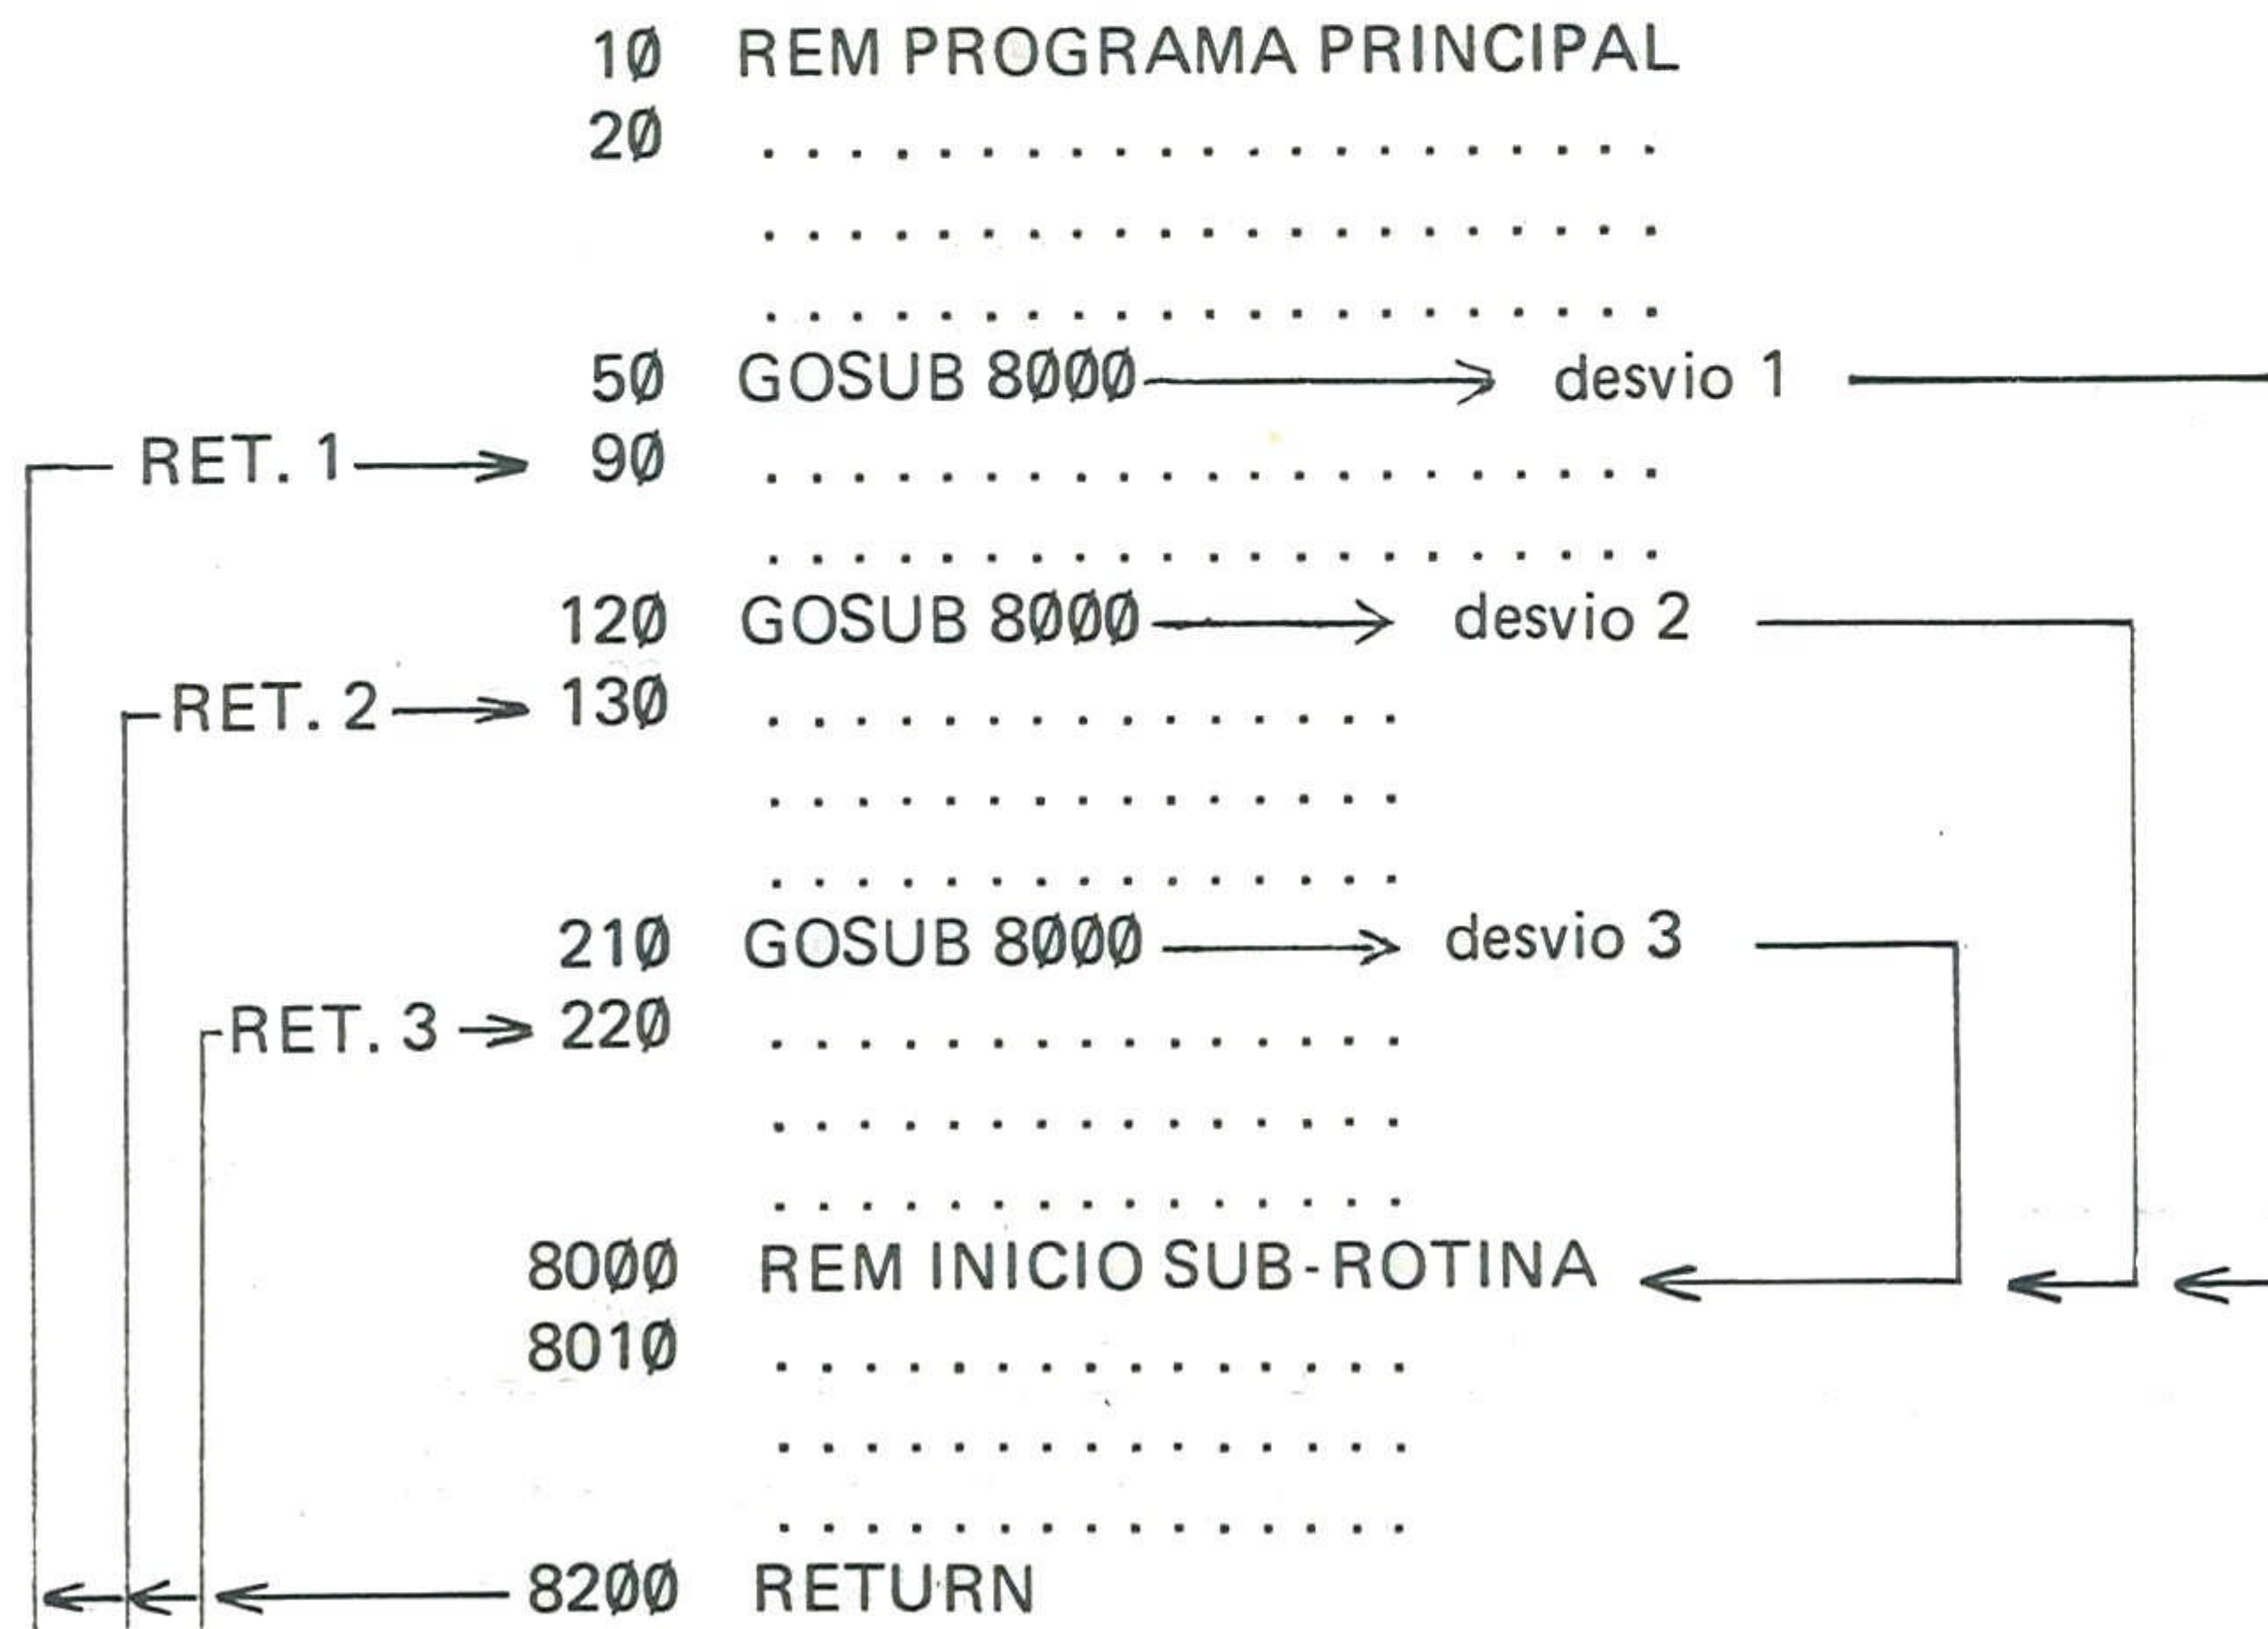 10 REM PROGRAMA PRINCIPAL
20 . . . . . . . . . . . . . . . . . . . . .
. . . . . . . . . . . . . . . . . . . . .
. . . . . . . . . . . . . . . . . . . . .
50 GOSUB 8000 desvio 1
RET. 1 90 . . . . . . . . . . . . . . . . . . . . .
. . . . . . . . . . . . . . . . . . . . .
120 GOSUB 8000 desvio 2
RET. 2 130 . . . . . . . . . . . . . . .
. . . . . . . . . . . . . . .
. . . . . . . . . . . . . . .
210 GOSUB 8000 desvio 3
RET. 3 220 . . . . . . . . . . . . . . .
. . . . . . . . . . . . . . .
. . . . . . . . . . . . . . .
8000 REM INICIO SUB-ROTINA
8010 . . . . . . . . . . . . . . .
. . . . . . . . . . . . . . .
. . . . . . . . . . . . . . .
8200 RETURN